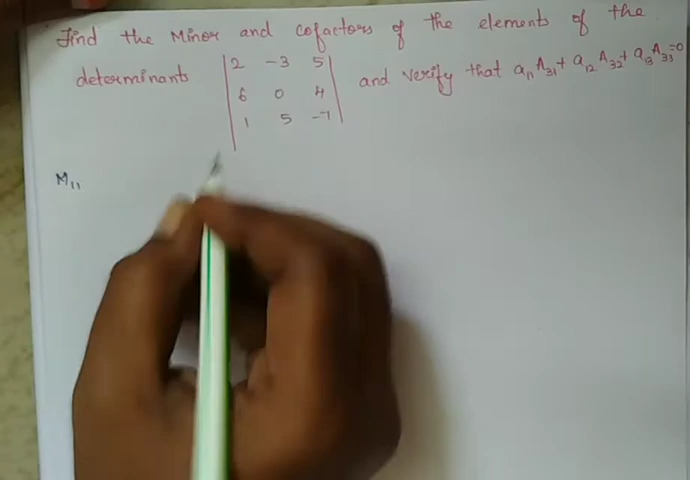 Find the Minor and cofactors of the elements of the
determinants | 2 -3 5 | and verify that a₁₁A₃₁ + a₁₂A₃₂ + a₁₃A₃₃ = 0
| 6 0 4 |
| 1 5 -7 |
M₁₁